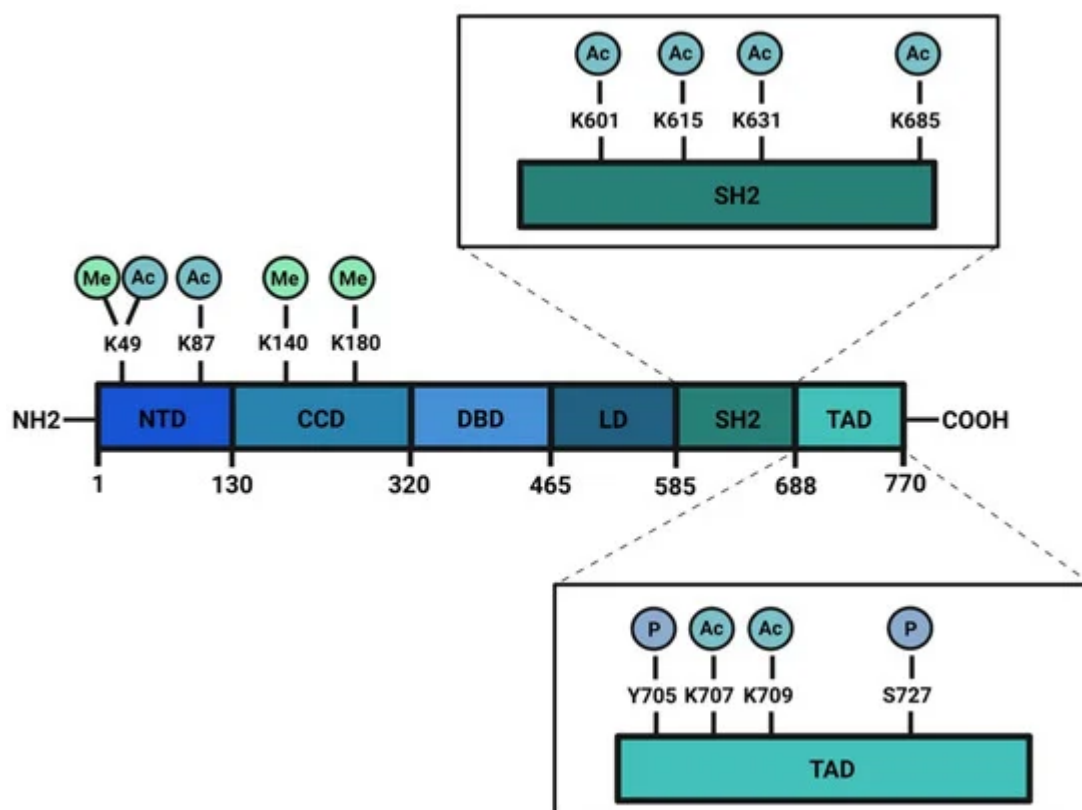 Ac Ac Ac Ac
K601 K615 K631 K685
SH2
Me Ac Ac Me Me
K49 K87 K140 K180
NH2 NTD CCD DBD LD SH2 TAD COOH
1 130 320 465 585 688 770
P Ac Ac P
Y705 K707 K709 S727
TAD